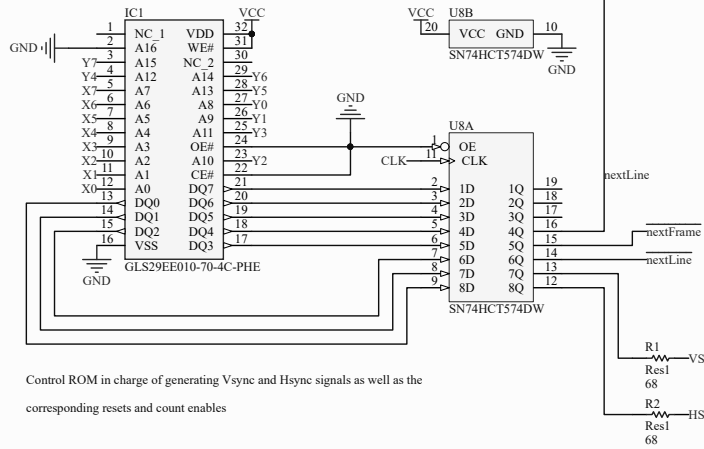 IC1
VCC
1 NC_1 VDD 32
GND 2 A16 WE# 31
Y7 3 A15 NC_2 30
Y4 4 A12 A14 29 Y6
X7 5 A7 A13 28 Y5
X6 6 A6 A8 27 Y0
X5 7 A5 A9 26 Y1
X4 8 A4 A11 25 Y3
X3 9 A3 OE# 24
X2 10 A2 A10 23 Y2
X1 11 A1 CE# 22
X0 12 A0 DQ7 21
13 DQ0 DQ6 20
14 DQ1 DQ5 19
15 DQ2 DQ4 18
16 VSS DQ3 17
GND
GLS29EE010-70-4C-PHE
VCC
U8B
20 VCC GND 10
SN74HCT574DW
GND
GND
U8A
1 OE
CLK 11 CLK
2 1D 1Q 19
3 2D 2Q 18
4 3D 3Q 17
5 4D 4Q 16
6 5D 5Q 15
7 6D 6Q 14
8 7D 7Q 13
9 8D 8Q 12
SN74HCT574DW
nextLine
nextFrame
nextLine
R1
VS
Res1
68
R2
HS
Res1
68
Control ROM in charge of generating Vsync and Hsync signals as well as the
corresponding resets and count enables